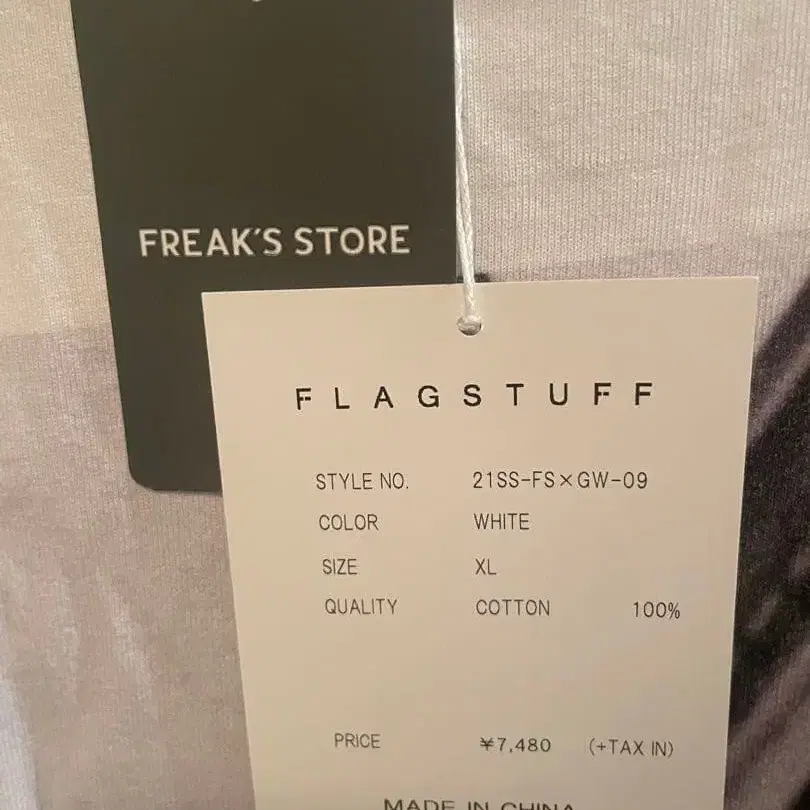 FREAK'S STORE
FLAGSTUFF
STYLE NO. 21SS-FS×GW-09
COLOR WHITE
SIZE XL
QUALITY COTTON 100%
PRICE ¥7,480 (+TAX IN)
MADE IN CHINA